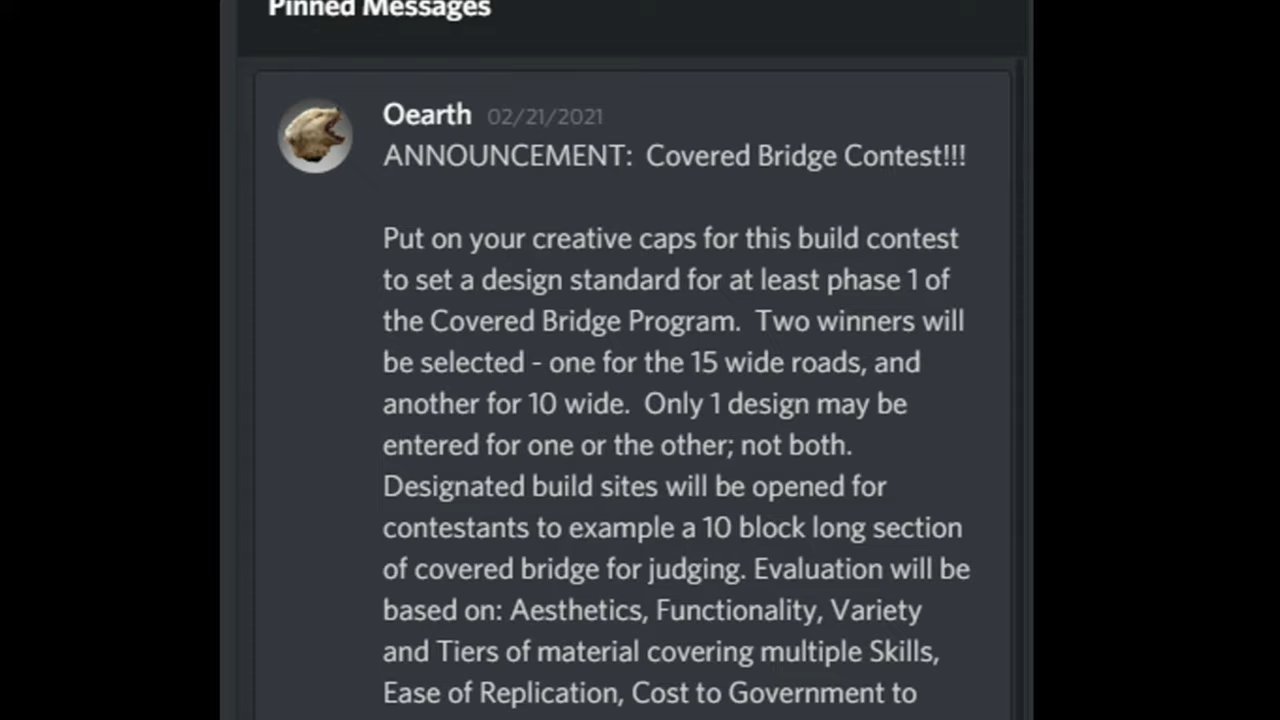 Pinned Messages
Oearth 02/21/2021
ANNOUNCEMENT:  Covered Bridge Contest!!!
Put on your creative caps for this build contest
to set a design standard for at least phase 1 of
the Covered Bridge Program.  Two winners will
be selected - one for the 15 wide roads, and
another for 10 wide.  Only 1 design may be
entered for one or the other; not both.
Designated build sites will be opened for
contestants to example a 10 block long section
of covered bridge for judging. Evaluation will be
based on: Aesthetics, Functionality, Variety
and Tiers of material covering multiple Skills,
Ease of Replication, Cost to Government to